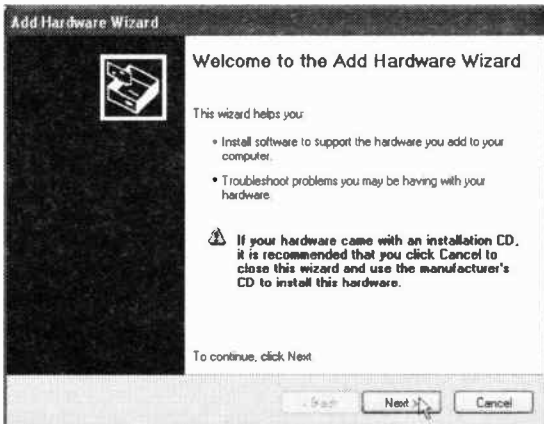 Add Hardware Wizard
Welcome to the Add Hardware Wizard
This wizard helps you:
• Install software to support the hardware you add to your
computer.
• Troubleshoot problems you may be having with your
hardware.
If your hardware came with an installation CD,
it is recommended that you click Cancel to
close this wizard and use the manufacturer's
CD to install this hardware.
To continue, click Next.
< Back Next > Cancel